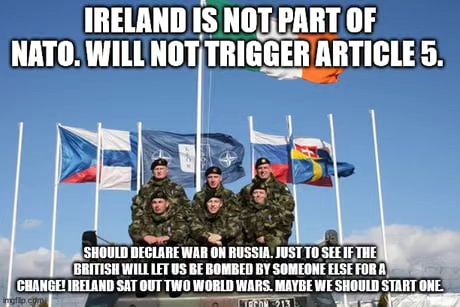 IRELAND IS NOT PART OF
NATO. WILL NOT TRIGGER ARTICLE 5.
SHOULD DECLARE WAR ON RUSSIA. JUST TO SEE IF THE
BRITISH WILL LET US BE BOMBED BY SOMEONE ELSE FOR A
CHANGE! IRELAND SAT OUT TWO WORLD WARS. MAYBE WE SHOULD START ONE.
imgflip.com